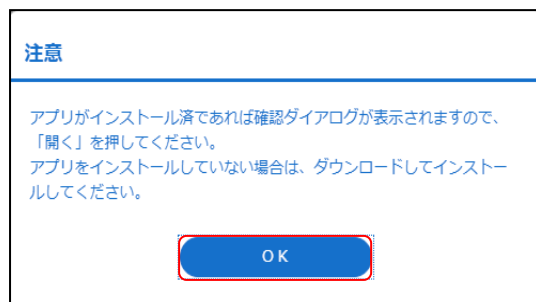 注意
アプリがインストール済であれば確認ダイアログが表示されますので、
「開く」を押してください。
アプリをインストールしていない場合は、ダウンロードしてインストー
ルしてください。
OK